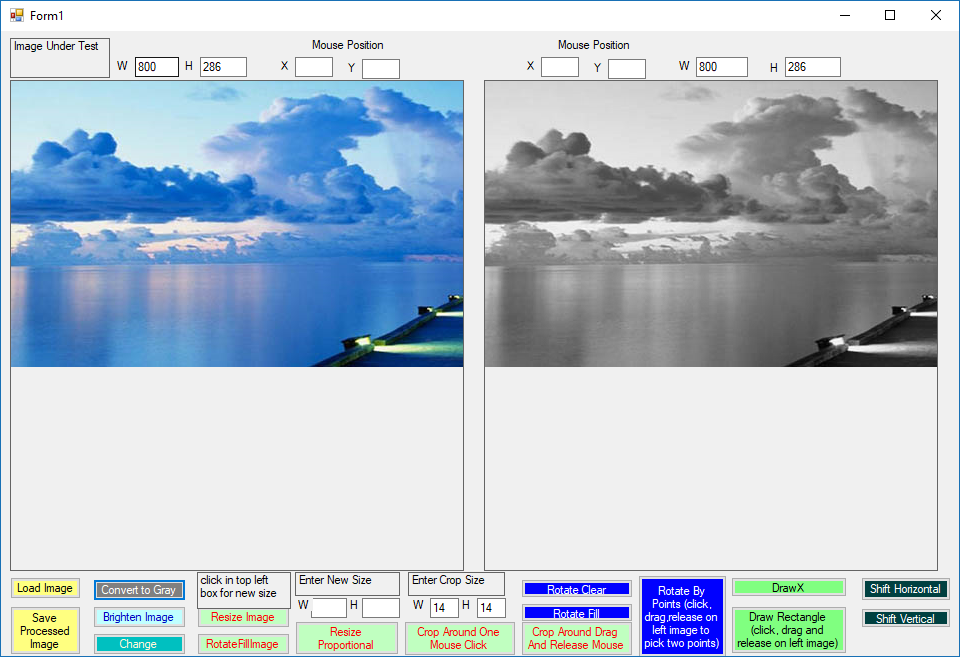 Form1
Image Under Test
Mouse Position
Mouse Position
W 800 H 286 X Y
X Y W 800 H 286
Load Image
Save
Processed
Image
Convert to Gray
Brighten Image
Change
click in top left
box for new size
Resize Image
RotateFillImage
Enter New Size
W H
Resize
Proportional
Enter Crop Size
W 14 H 14
Crop Around One
Mouse Click
Rotate Clear
Rotate Fill
Crop Around Drag
And Release Mouse
Rotate By
Points (click,
drag,release on
left image to
pick two points)
DrawX
Draw Rectangle
(click, drag and
release on left image)
Shift Horizontal
Shift Vertical